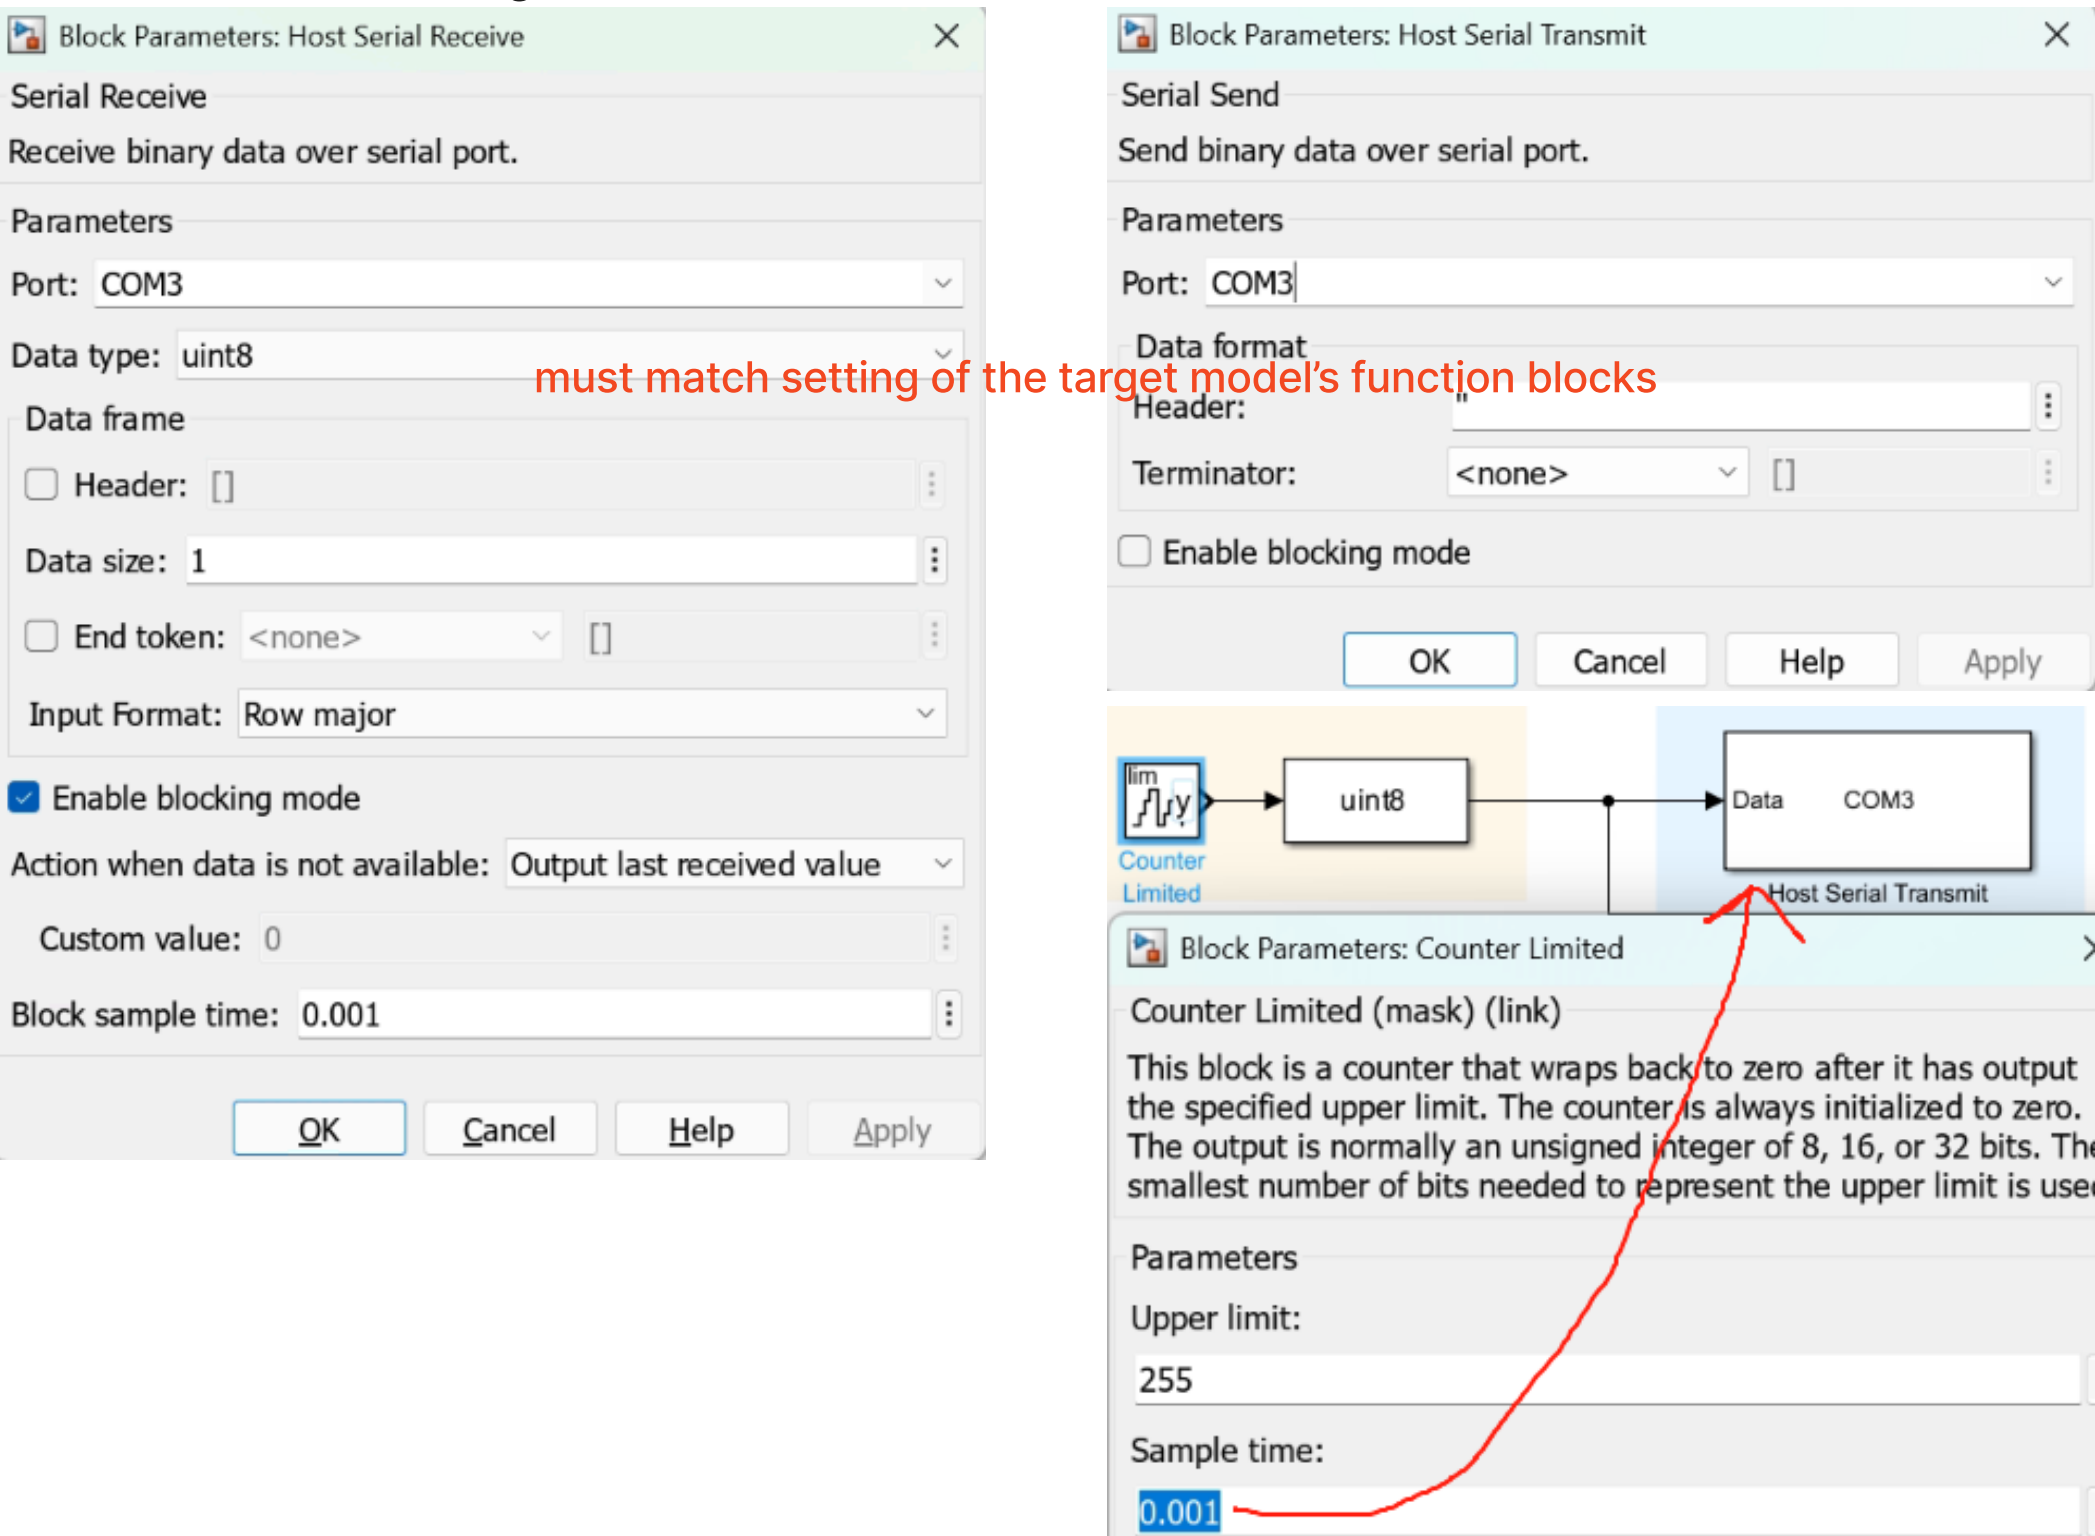 Block Parameters: Host Serial Receive
Serial Receive
Receive binary data over serial port.
Parameters
Port: COM3
Data type: uint8
must match setting of the target model's function blocks
Data frame
Header: []
Data size: 1
End token: <none> []
Input Format: Row major
Enable blocking mode
Action when data is not available: Output last received value
Custom value: 0
Block sample time: 0.001
OK Cancel Help Apply
Block Parameters: Host Serial Transmit
Serial Send
Send binary data over serial port.
Parameters
Port: COM3
Data format
Header: "
Terminator: <none> []
Enable blocking mode
OK Cancel Help Apply
lim
y
uint8
Data COM3
Counter
Limited
Host Serial Transmit
Block Parameters: Counter Limited
Counter Limited (mask) (link)
This block is a counter that wraps back to zero after it has output
the specified upper limit. The counter is always initialized to zero.
The output is normally an unsigned integer of 8, 16, or 32 bits. The
smallest number of bits needed to represent the upper limit is used
Parameters
Upper limit:
255
Sample time:
0.001